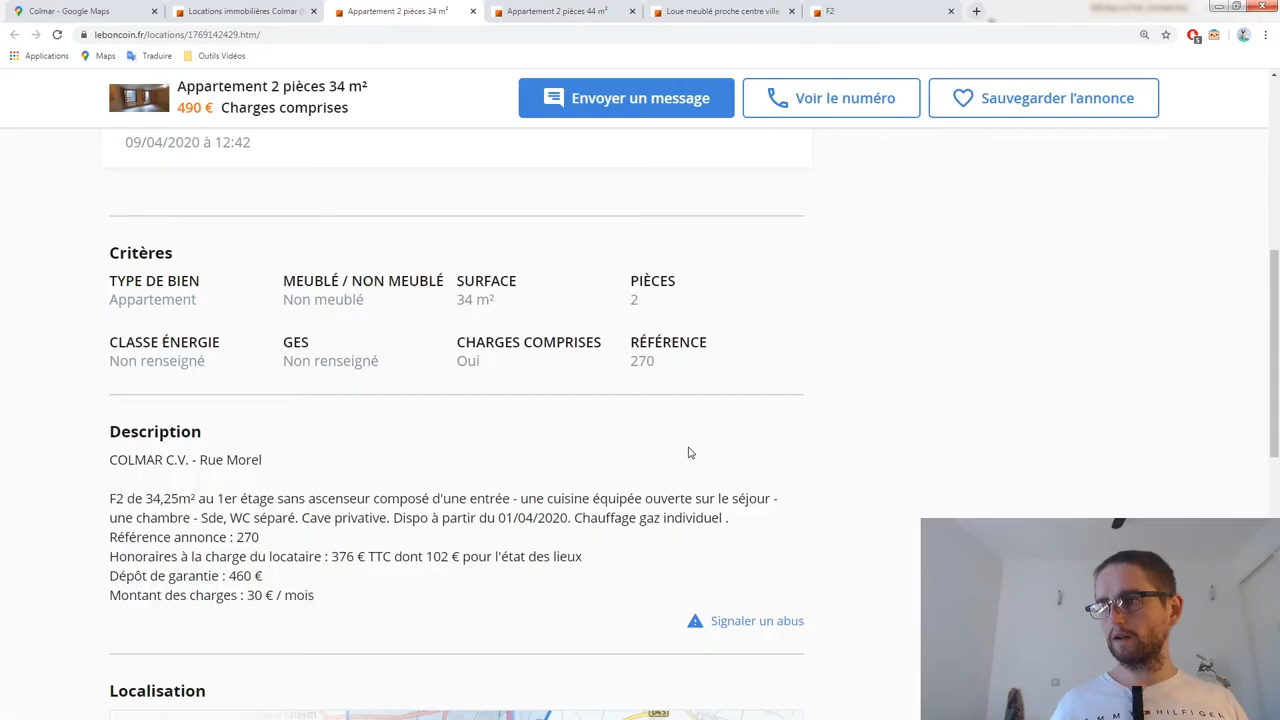 Colmar - Google Maps
Locations immobilières Colmar (
Appartement 2 pièces 34 m²
Appartement 2 pièces 44 m²
Loue meublé proche centre ville
F2
leboncoin.fr/locations/1769142429.htm/
Applications
Maps
Traduire
Outils Vidéos
Appartement 2 pièces 34 m²
490 € Charges comprises
Envoyer un message
Voir le numéro
Sauvegarder l’annonce
09/04/2020 à 12:42
Critères
TYPE DE BIEN MEUBLÉ / NON MEUBLÉ SURFACE PIÈCES
Appartement Non meublé 34 m² 2
CLASSE ÉNERGIE GES CHARGES COMPRISES RÉFÉRENCE
Non renseigné Non renseigné Oui 270
Description
COLMAR C.V. - Rue Morel
F2 de 34,25m² au 1er étage sans ascenseur composé d'une entrée - une cuisine équipée ouverte sur le séjour -
une chambre - Sde, WC séparé. Cave privative. Dispo à partir du 01/04/2020. Chauffage gaz individuel .
Référence annonce : 270
Honoraires à la charge du locataire : 376 € TTC dont 102 € pour l'état des lieux
Dépôt de garantie : 460 €
Montant des charges : 30 € / mois
Signaler un abus
Localisation
HILFIGER